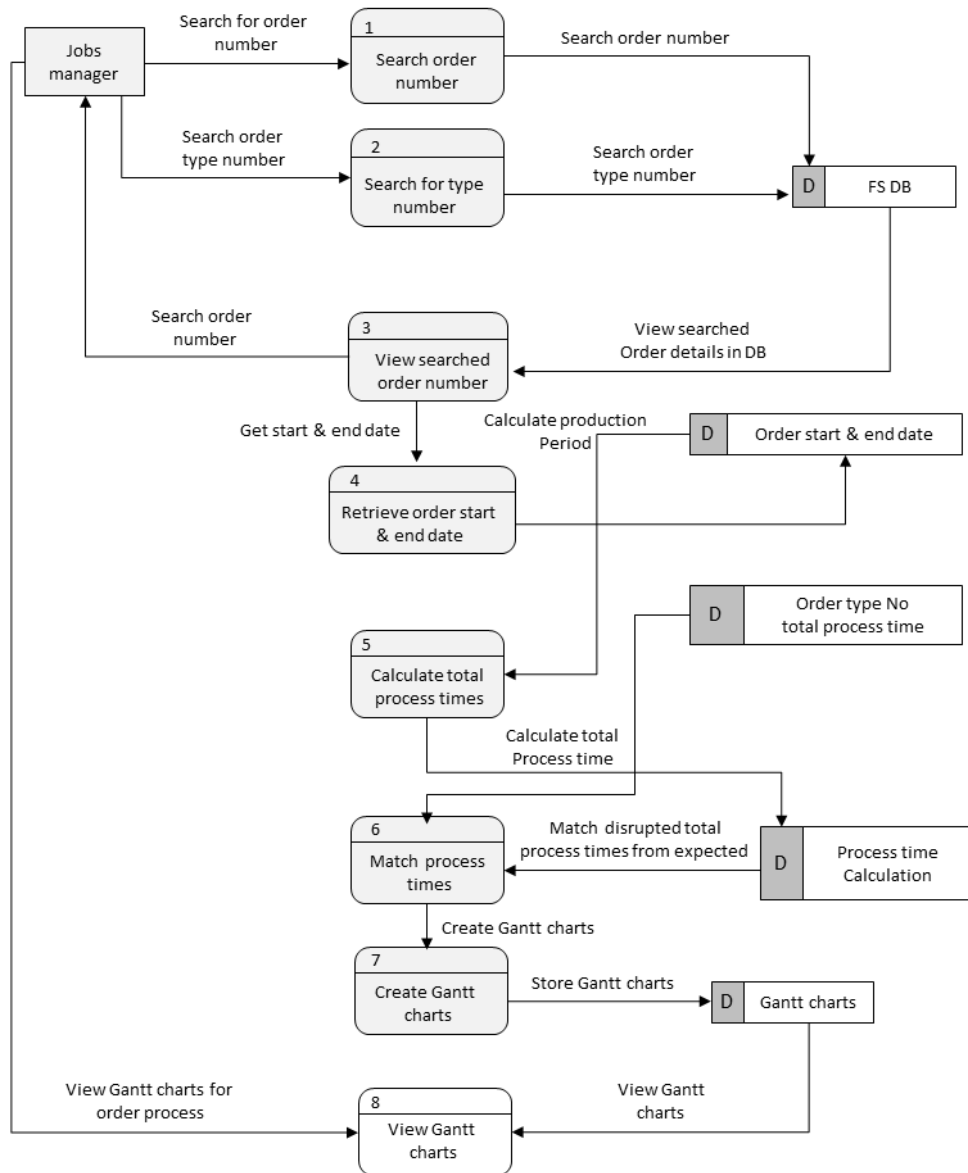 Search for order
number
1
Search order
number
Search order number
Jobs
manager
Search order
type number
2
Search for type
number
Search order
type number
D
FS DB
Search order
number
3
View searched
order number
View searched
Order details in DB
Get start & end date
Calculate production
Period
D
Order start & end date
4
Retrieve order start
& end date
D
Order type No
total process time
5
Calculate total
process times
Calculate total
Process time
6
Match process
times
Match disrupted total
process times from expected
D
Process time
Calculation
Create Gantt charts
7
Create Gantt
charts
Store Gantt charts
D
Gantt charts
View Gantt charts for
order process
8
View Gantt
charts
View Gantt
charts